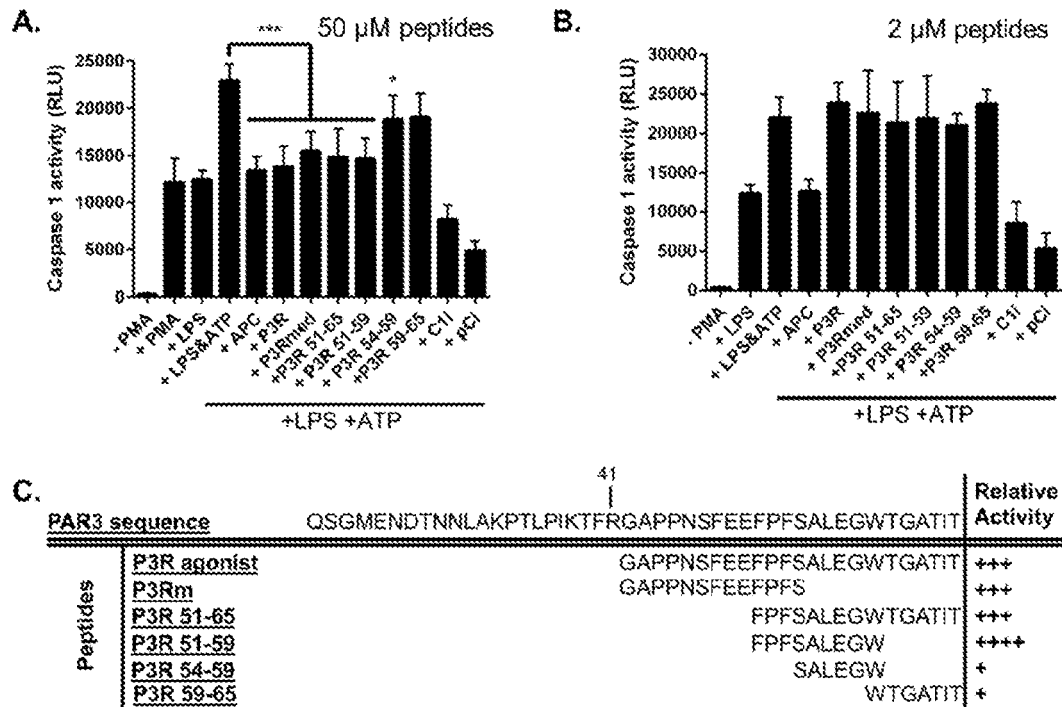 A.
50 µM peptides
***
*
Caspase 1 activity (RLU)
25000
20000
15000
10000
5000
0
- PMA
+ PMA
+ LPS
+ LPS&ATP
+ APC
+ P3R
+ P3Rmed
+P3R 51-65
+ P3R 51-59
+ P3R 54-59
+P3R 59-65
+ C1i
+ pCi
+LPS +ATP
B.
2 µM peptides
Caspase 1 activity (RLU)
30000
25000
20000
15000
10000
5000
0
- PMA
+ LPS
+ LPS&ATP
+ APC
+ P3R
+ P3Rmed
+P3R 51-65
+ P3R 51-59
+ P3R 54-59
+P3R 59-65
+ C1i
+ pCi
+LPS +ATP
C.
41
Relative Activity
PAR3 sequence QSGMENDTNNLAKPTLPIKTFRGAPPNSFEEFPFSALEGWTGATIT
Peptides
P3R agonist GAPPNSFEEFPFSALEGWTGATIT +++
P3Rm GAPPNSFEEFPFS +++
P3R 51-65 FPFSALEGWTGATIT +++
P3R 51-59 FPFSALEGW ++++
P3R 54-59 SALEGW +
P3R 59-65 WTGATIT +